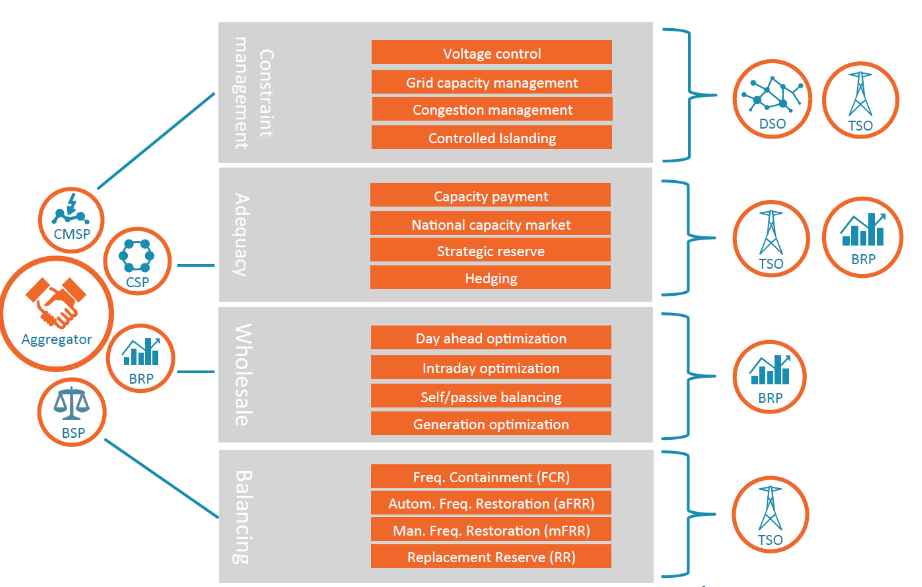 Constraint
management
Voltage control
Grid capacity management
Congestion management
Controlled Islanding
DSO
TSO
CMSP
CSP
Adequacy
Capacity payment
National capacity market
Strategic reserve
Hedging
TSO
BRP
Aggregator
BRP
BSP
Wholesale
Day ahead optimization
Intraday optimization
Self/passive balancing
Generation optimization
BRP
Balancing
Freq. Containment (FCR)
Autom. Freq. Restoration (aFRR)
Man. Freq. Restoration (mFRR)
Replacement Reserve (RR)
TSO